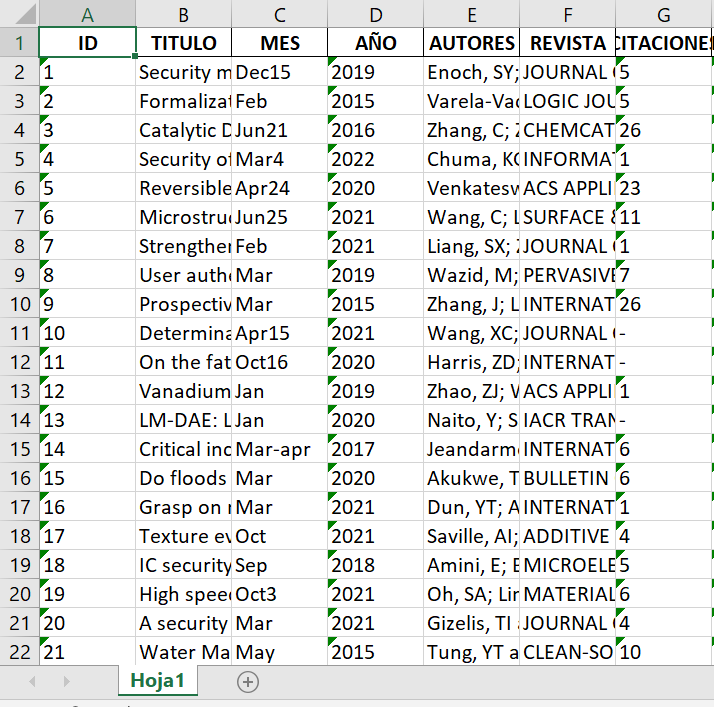 A B C D E F G
1 ID TITULO MES AÑO AUTORES REVISTA CITACIONES
2 1 Security m Dec15 2019 Enoch, SY; JOURNAL 5
3 2 Formalizat Feb 2015 Varela-Vac LOGIC JOU 5
4 3 Catalytic D Jun21 2016 Zhang, C; Z CHEMCAT 26
5 4 Security of Mar4 2022 Chuma, KC INFORMAT 1
6 5 Reversible Apr24 2020 Venkatesw ACS APPLI 23
7 6 Microstruc Jun25 2021 Wang, C; L SURFACE & 11
8 7 Strengthen Feb 2021 Liang, SX; JOURNAL 1
9 8 User authe Mar 2019 Wazid, M; PERVASIVE 7
10 9 Prospectiv Mar 2015 Zhang, J; L INTERNAT 26
11 10 Determina Apr15 2021 Wang, XC; JOURNAL -
12 11 On the fat Oct16 2020 Harris, ZD; INTERNAT -
13 12 Vanadium Jan 2019 Zhao, ZJ; W ACS APPLI 1
14 13 LM-DAE: L Jan 2020 Naito, Y; S IACR TRAN -
15 14 Critical inc Mar-apr 2017 Jeandarme INTERNAT 6
16 15 Do floods Mar 2020 Akukwe, T BULLETIN 6
17 16 Grasp on r Mar 2021 Dun, YT; A INTERNAT 1
18 17 Texture ev Oct 2021 Saville, AI; ADDITIVE 4
19 18 IC security Sep 2018 Amini, E; B MICROELE 5
20 19 High speed Oct3 2021 Oh, SA; Lim MATERIAL 6
21 20 A security Mar 2021 Gizelis, TI JOURNAL 4
22 21 Water Ma May 2015 Tung, YT a CLEAN-SO 10
Hoja1